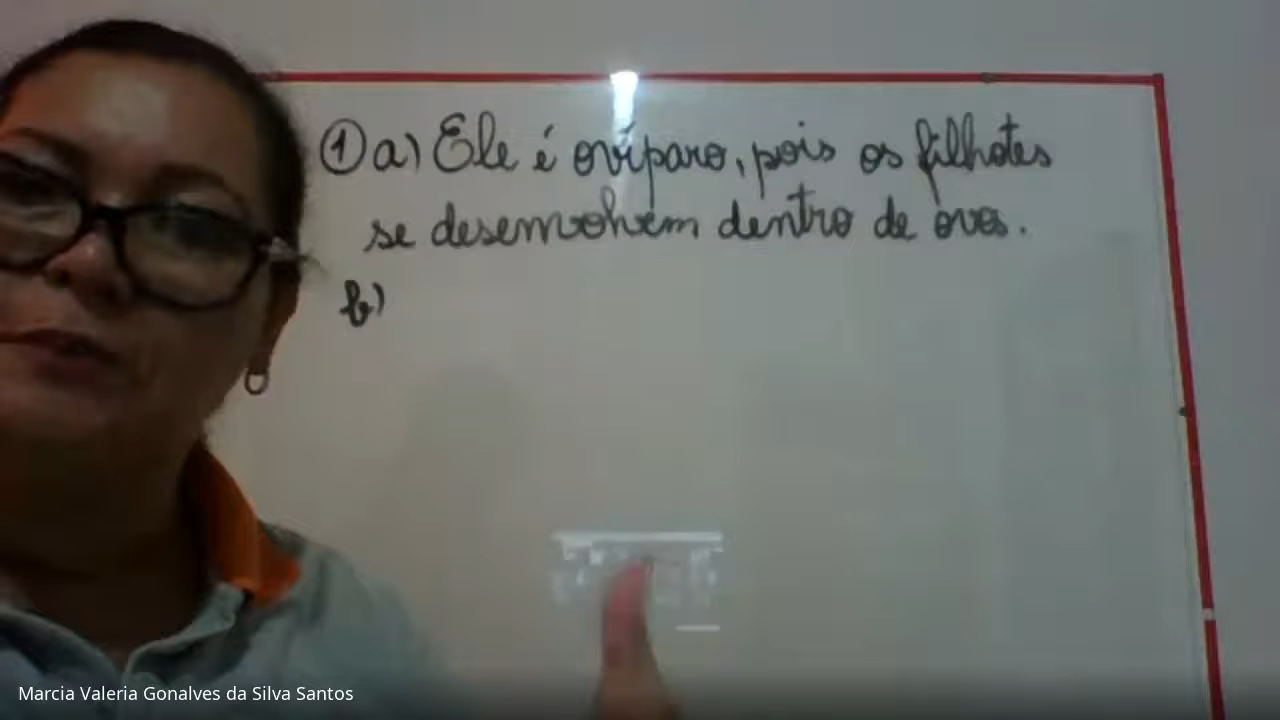 ① a) Ele é ovíparo, pois os filhotes
se desenvolvem dentro de ovos.
b)
Marcia Valeria Gonalves da Silva Santos